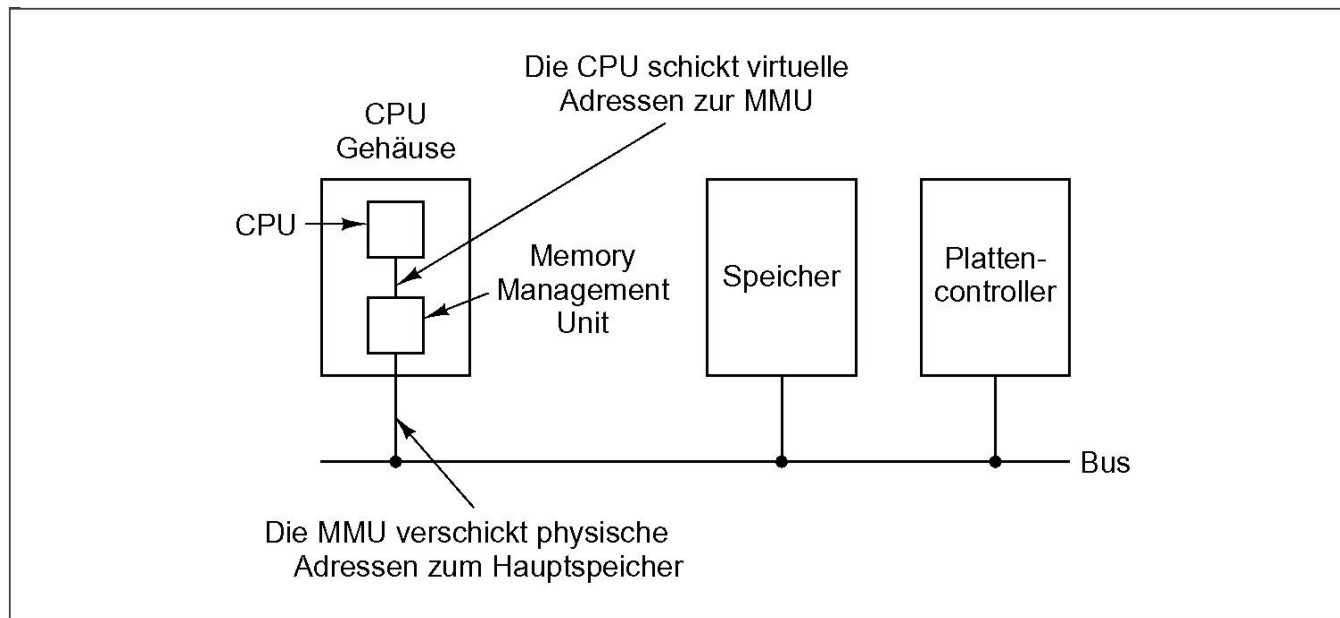 Die CPU schickt virtuelle
Adressen zur MMU
CPU
Gehäuse
CPU
Memory
Management
Unit
Speicher
Platten-
controller
Bus
Die MMU verschickt physische
Adressen zum Hauptspeicher